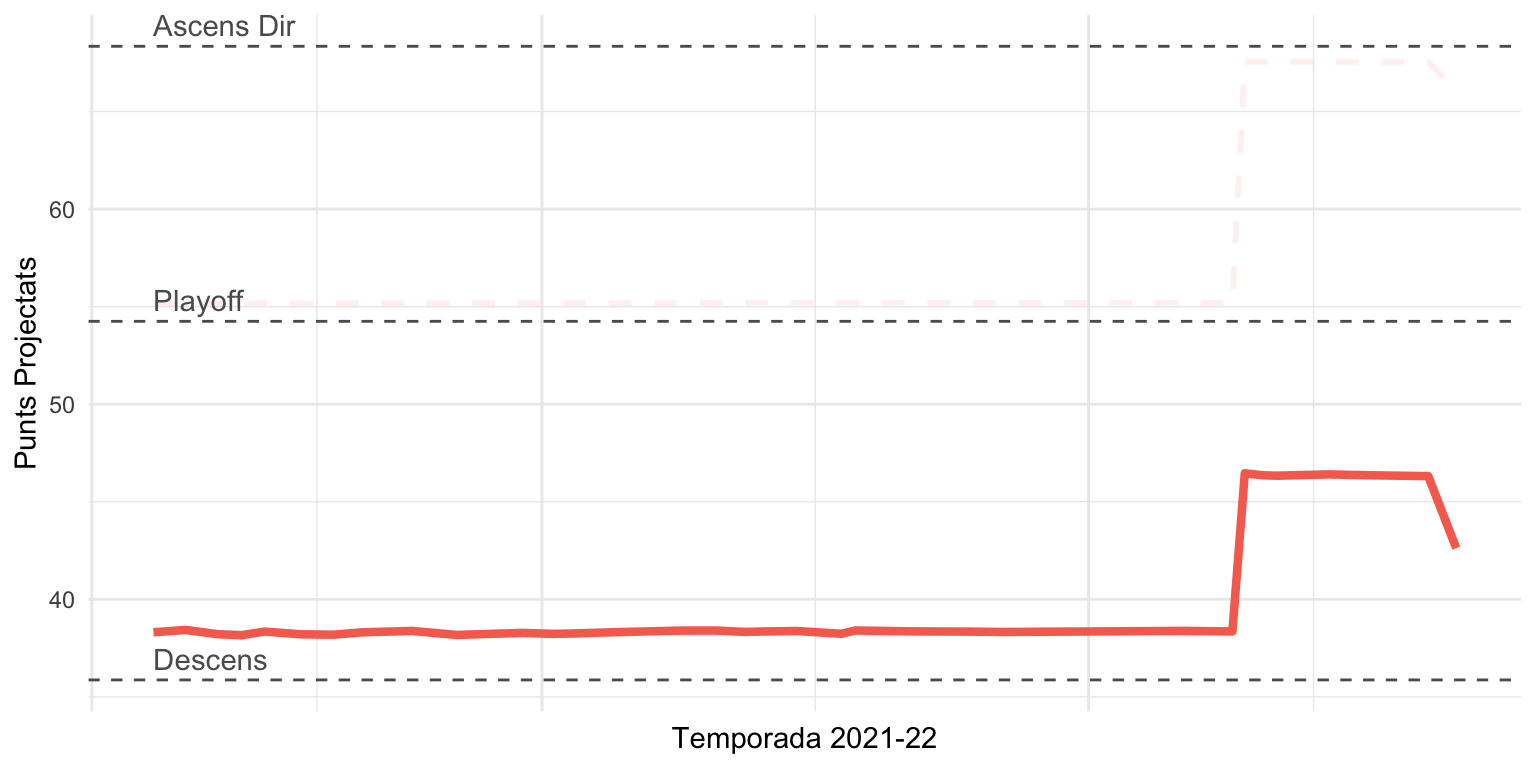 Ascens Dir
60
Playoff
50
40
Descens
Punts Projectats
Temporada 2021-22